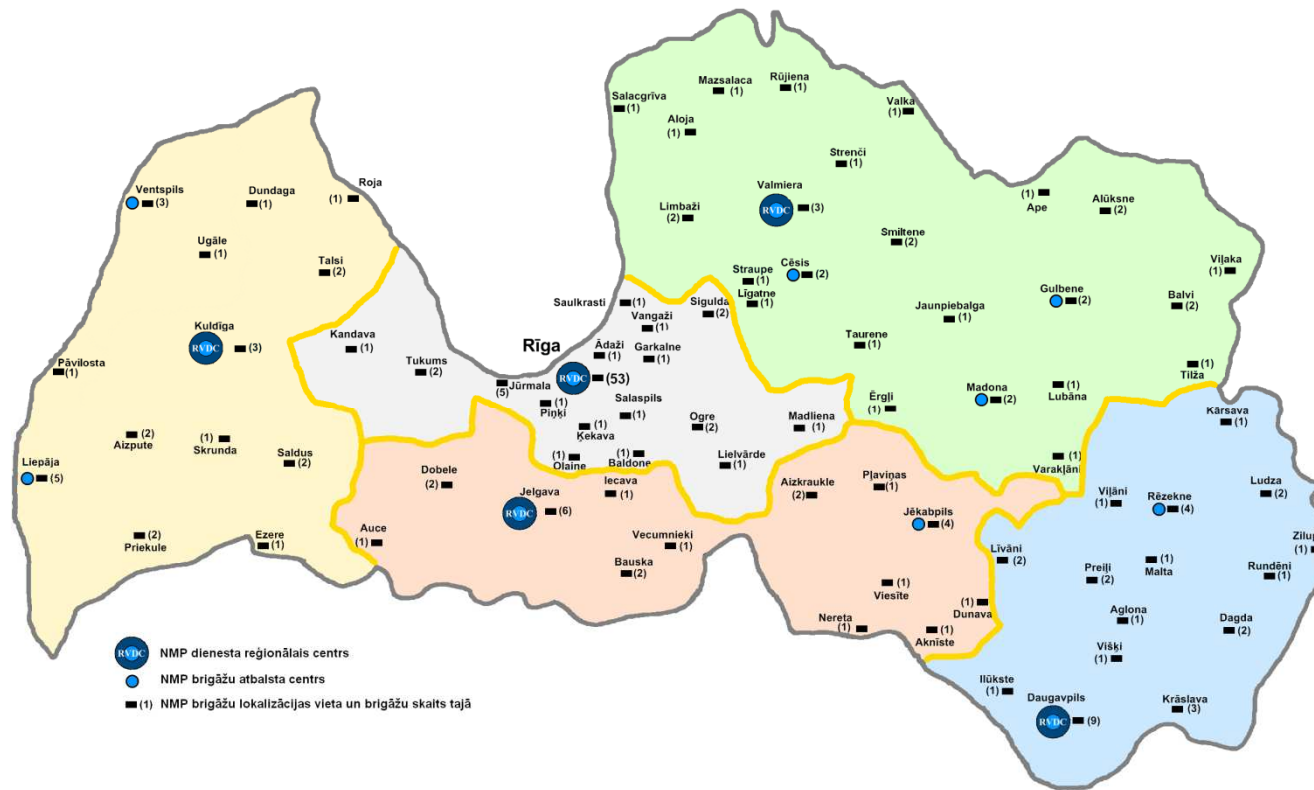 Mazsalaca
(1)
Rūjiena
(1)
Salacgrīva
(1)
Valka
(1)
Aloja
(1)
Strenči
(1)
Ventspils
(3)
Dundaga
(1)
Roja
(1)
Valmiera
RVDC
(3)
Limbaži
(2)
(1)
Ape
Alūksne
(2)
Ugāle
(1)
Talsi
(2)
Smiltene
(2)
Cēsis
(2)
Straupe
(1)
Līgatne
(1)
Viļaka
(1)
Gulbene
(2)
Balvi
(2)
Saulkrasti
(1)
Sigulda
(2)
Vangaži
(1)
Jaunpiebalga
(1)
Kuldīga
RVDC
(3)
Kandava
(1)
Taurene
(1)
Rīga
RVDC
(53)
Ādaži
(1)
Garkalne
(1)
Pāvilosta
(1)
Tukums
(2)
(5)
Jūrmala
(1)
Piņķi
(1)
Tilža
Madona
(2)
(1)
Lubāna
Salaspils
(1)
Ērgļi
(1)
Kārsava
(1)
(2)
Aizpute
(1)
Skrunda
(1)
Ķekava
Ogre
(2)
Madliena
(1)
Saldus
(2)
Liepāja
(5)
(1)
Olaine
(1)
Baldone
Lielvārde
(1)
(1)
Varakļāni
Dobele
(2)
Jelgava
RVDC
(6)
Iecava
(1)
Aizkraukle
(2)
Pļaviņas
(1)
Viļāni
(1)
Rēzekne
(4)
Ludza
(2)
Jēkabpils
(4)
(2)
Priekule
Ezere
(1)
Auce
(1)
Vecumnieki
(1)
Bauska
(2)
Līvāni
(2)
Zilup
(1)
Preiļi
(2)
(1)
Malta
Rundēni
(1)
(1)
Viesīte
(1)
Dunava
Nereta
(1)
(1)
Aknīste
Aglona
(1)
Dagda
(2)
Višķi
(1)
Ilūkste
(1)
Daugavpils
RVDC
(9)
Krāslava
(3)
RVDC NMP dienesta reģionālais centrs
NMP brigāžu atbalsta centrs
(1) NMP brigāžu lokalizācijas vieta un brigāžu skaits tajā